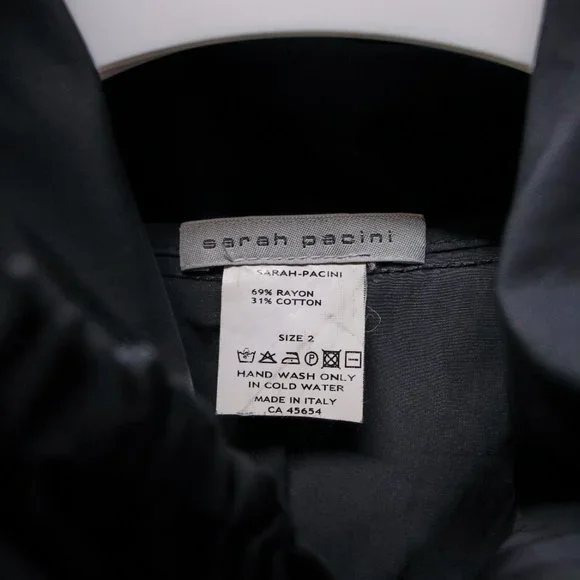 sarah pacini
SARAH-PACINI
69% RAYON
31% COTTON
SIZE 2
HAND WASH ONLY
IN COLD WATER
MADE IN ITALY
CA 45654